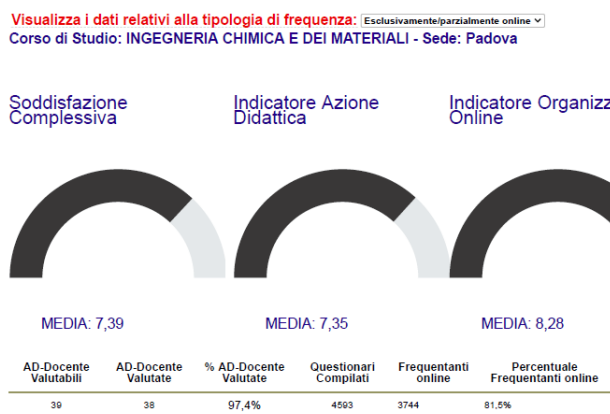 Visualizza i dati relativi alla tipologia di frequenza: Esclusivamente/parzialmente online
Corso di Studio: INGEGNERIA CHIMICA E DEI MATERIALI - Sede: Padova
Soddisfazione
Complessiva
Indicatore Azione
Didattica
Indicatore Organizz
Online
MEDIA: 7,39
MEDIA: 7,35
MEDIA: 8,28
AD-Docente Valutabili
AD-Docente Valutate
% AD-Docente Valutate
Questionari Compilati
Frequentanti online
Percentuale Frequentanti online
39 38 97,4% 4593 3744 81,5%